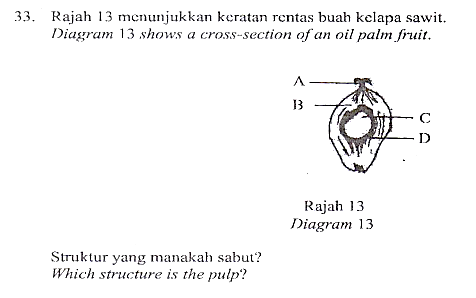 33. Rajah 13 menunjukkan keratan rentas buah kelapa sawit.
Diagram 13 shows a cross-section of an oil palm fruit.
A
B
C
D
Rajah 13
Diagram 13
Struktur yang manakah sabut?
Which structure is the pulp?